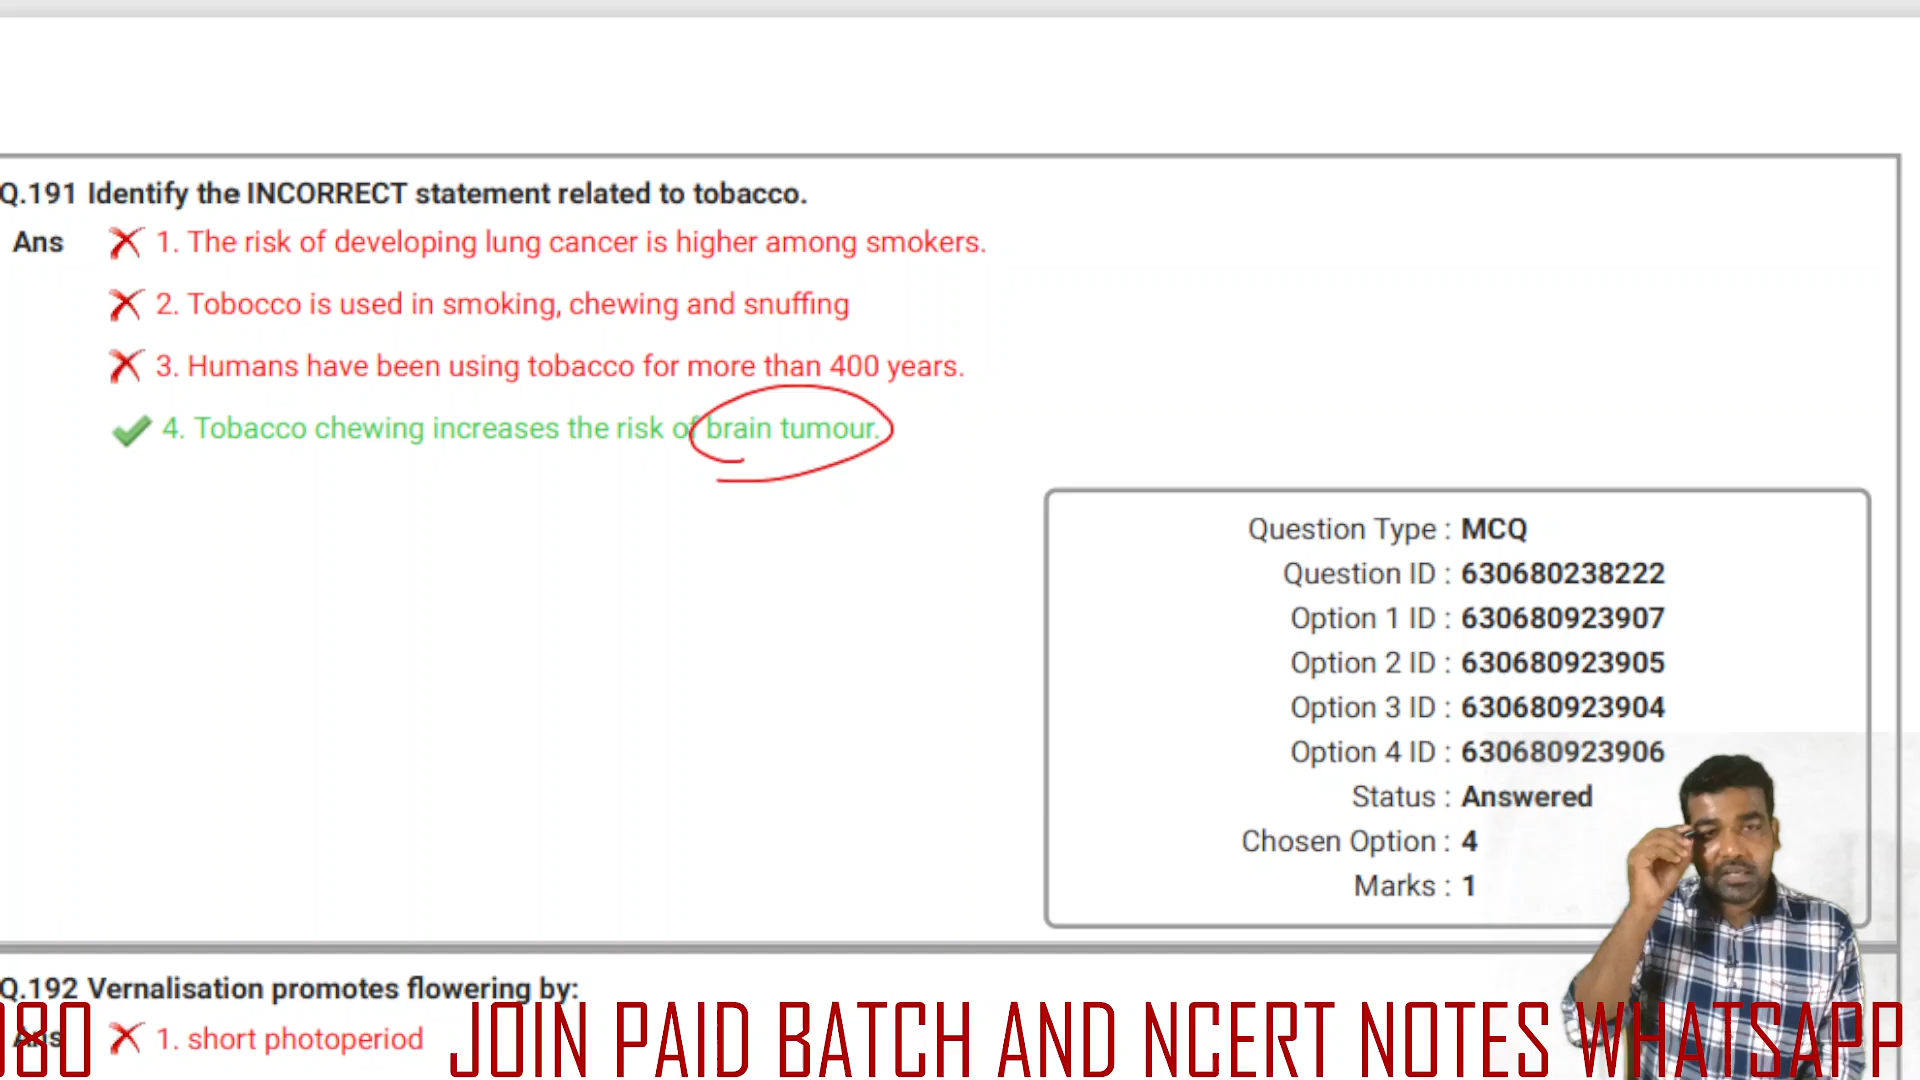 Q.191 Identify the INCORRECT statement related to tobacco.
Ans 1. The risk of developing lung cancer is higher among smokers.
2. Tobocco is used in smoking, chewing and snuffing
3. Humans have been using tobacco for more than 400 years.
4. Tobacco chewing increases the risk of brain tumour.
Question Type : MCQ
Question ID : 630680238222
Option 1 ID : 630680923907
Option 2 ID : 630680923905
Option 3 ID : 630680923904
Option 4 ID : 630680923906
Status : Answered
Chosen Option : 4
Marks : 1
Q.192 Vernalisation promotes flowering by:
Ans 1. short photoperiod
080 JOIN PAID BATCH AND NCERT NOTES WHATSAPP